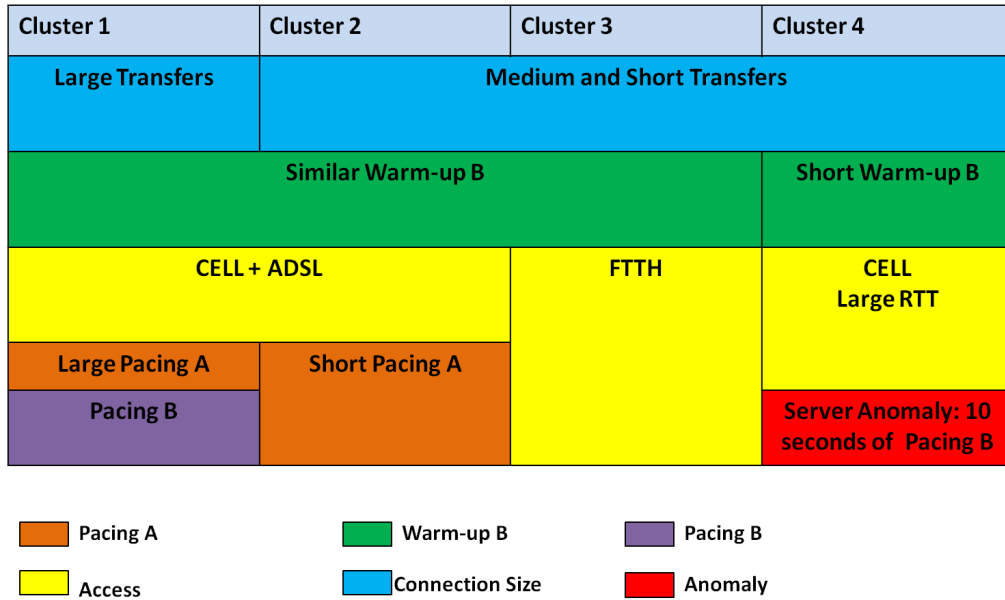 Cluster 1
Cluster 2
Cluster 3
Cluster 4
Large Transfers
Medium and Short Transfers
Similar Warm-up B
Short Warm-up B
CELL + ADSL
FTTH
CELL
Large RTT
Large Pacing A
Short Pacing A
Pacing B
Server Anomaly: 10
seconds of Pacing B
Pacing A
Warm-up B
Pacing B
Access
Connection Size
Anomaly